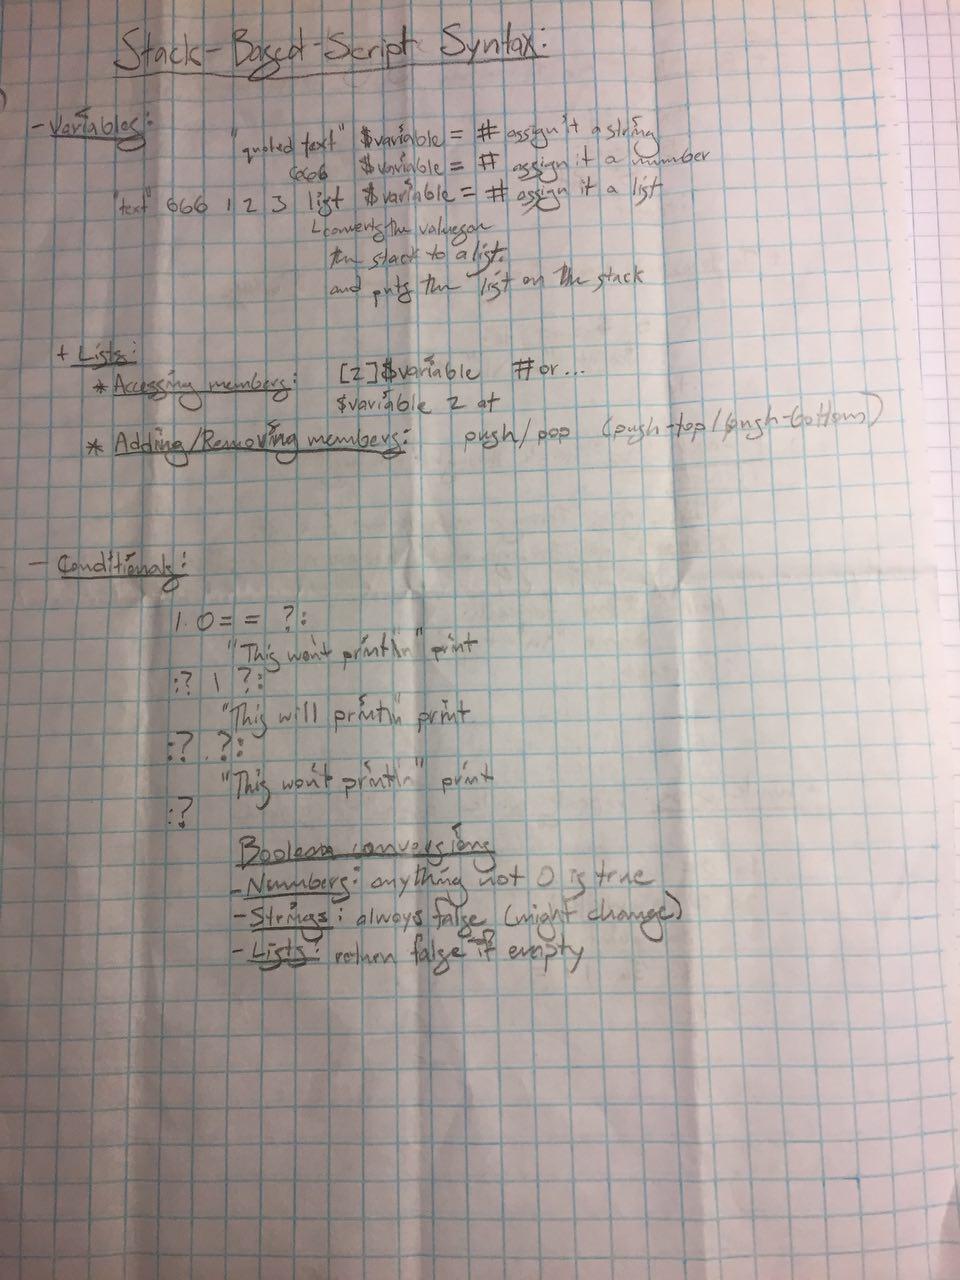 Stack-Based-Script Syntax:
- Variables:
"quoted text" $variable = # assign't a string
666 $variable = # assign it a number
"text" 666 1 2 3 list $variable = # assign it a list
converts the values on
the stack to a list.
and puts the list on the stack
+ Lists:
* Accessing members: [2]$variable # or...
$variable 2 at
* Adding/Removing members: push/pop (push-top/push-bottom)
- Conditionals:
1 0 = = ?:
"This won't print\n" print
:? 1 ?:
"This will print\n" print
:? ?:
"This won't print\n" print
:?
Boolean conversions
- Numbers: anything not 0 is true
- Strings: always false (might change)
- Lists: return false if empty